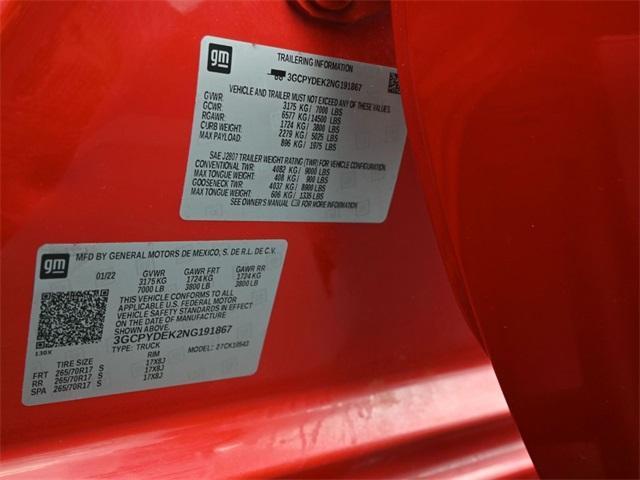 gm
TRAILERING INFORMATION
3GCPYDEK2NG191867
VEHICLE AND TRAILER MUST NOT EXCEED ANY OF THESE VALUES
GVWR: 3175 KG/ 7000 LBS
GCWR: 6577 KG/ 14500 LBS
RGAWR: 1724 KG/ 3800 LBS
CURB WEIGHT: 2279 KG/ 5025 LBS
MAX PAYLOAD: 896 KG/ 1975 LBS
SAE J2807 TRAILER WEIGHT RATING (TWR) FOR VEHICLE CONFIGURATION
CONVENTIONAL TWR: 4082 KG/ 9000 LBS
MAX TONGUE WEIGHT: 408 KG/ 900 LBS
GOOSENECK TWR: 4037 KG/ 8900 LBS
MAX TONGUE WEIGHT: 606 KG/ 1335 LBS
SEE OWNER'S MANUAL FOR MORE INFORMATION
gm
MFD BY GENERAL MOTORS DE MEXICO, S. DE R.L. DE C.V.
01/22 GVWR GAWR FRT GAWR RR
3175 KG 1724 KG 1724 KG
7000 LB 3800 LB 3800 LB
THIS VEHICLE CONFORMS TO ALL
APPLICABLE U.S. FEDERAL MOTOR
VEHICLE SAFETY STANDARDS IN EFFECT
ON THE DATE OF MANUFACTURE
SHOWN ABOVE.
3GCPYDEK2NG191867
TYPE: TRUCK MODEL:
TIRE SIZE RIM
FRT 265/70R17 S 17X8J
RR 265/70R17 S 17X8J
SPA 265/70R17 S 17X8J